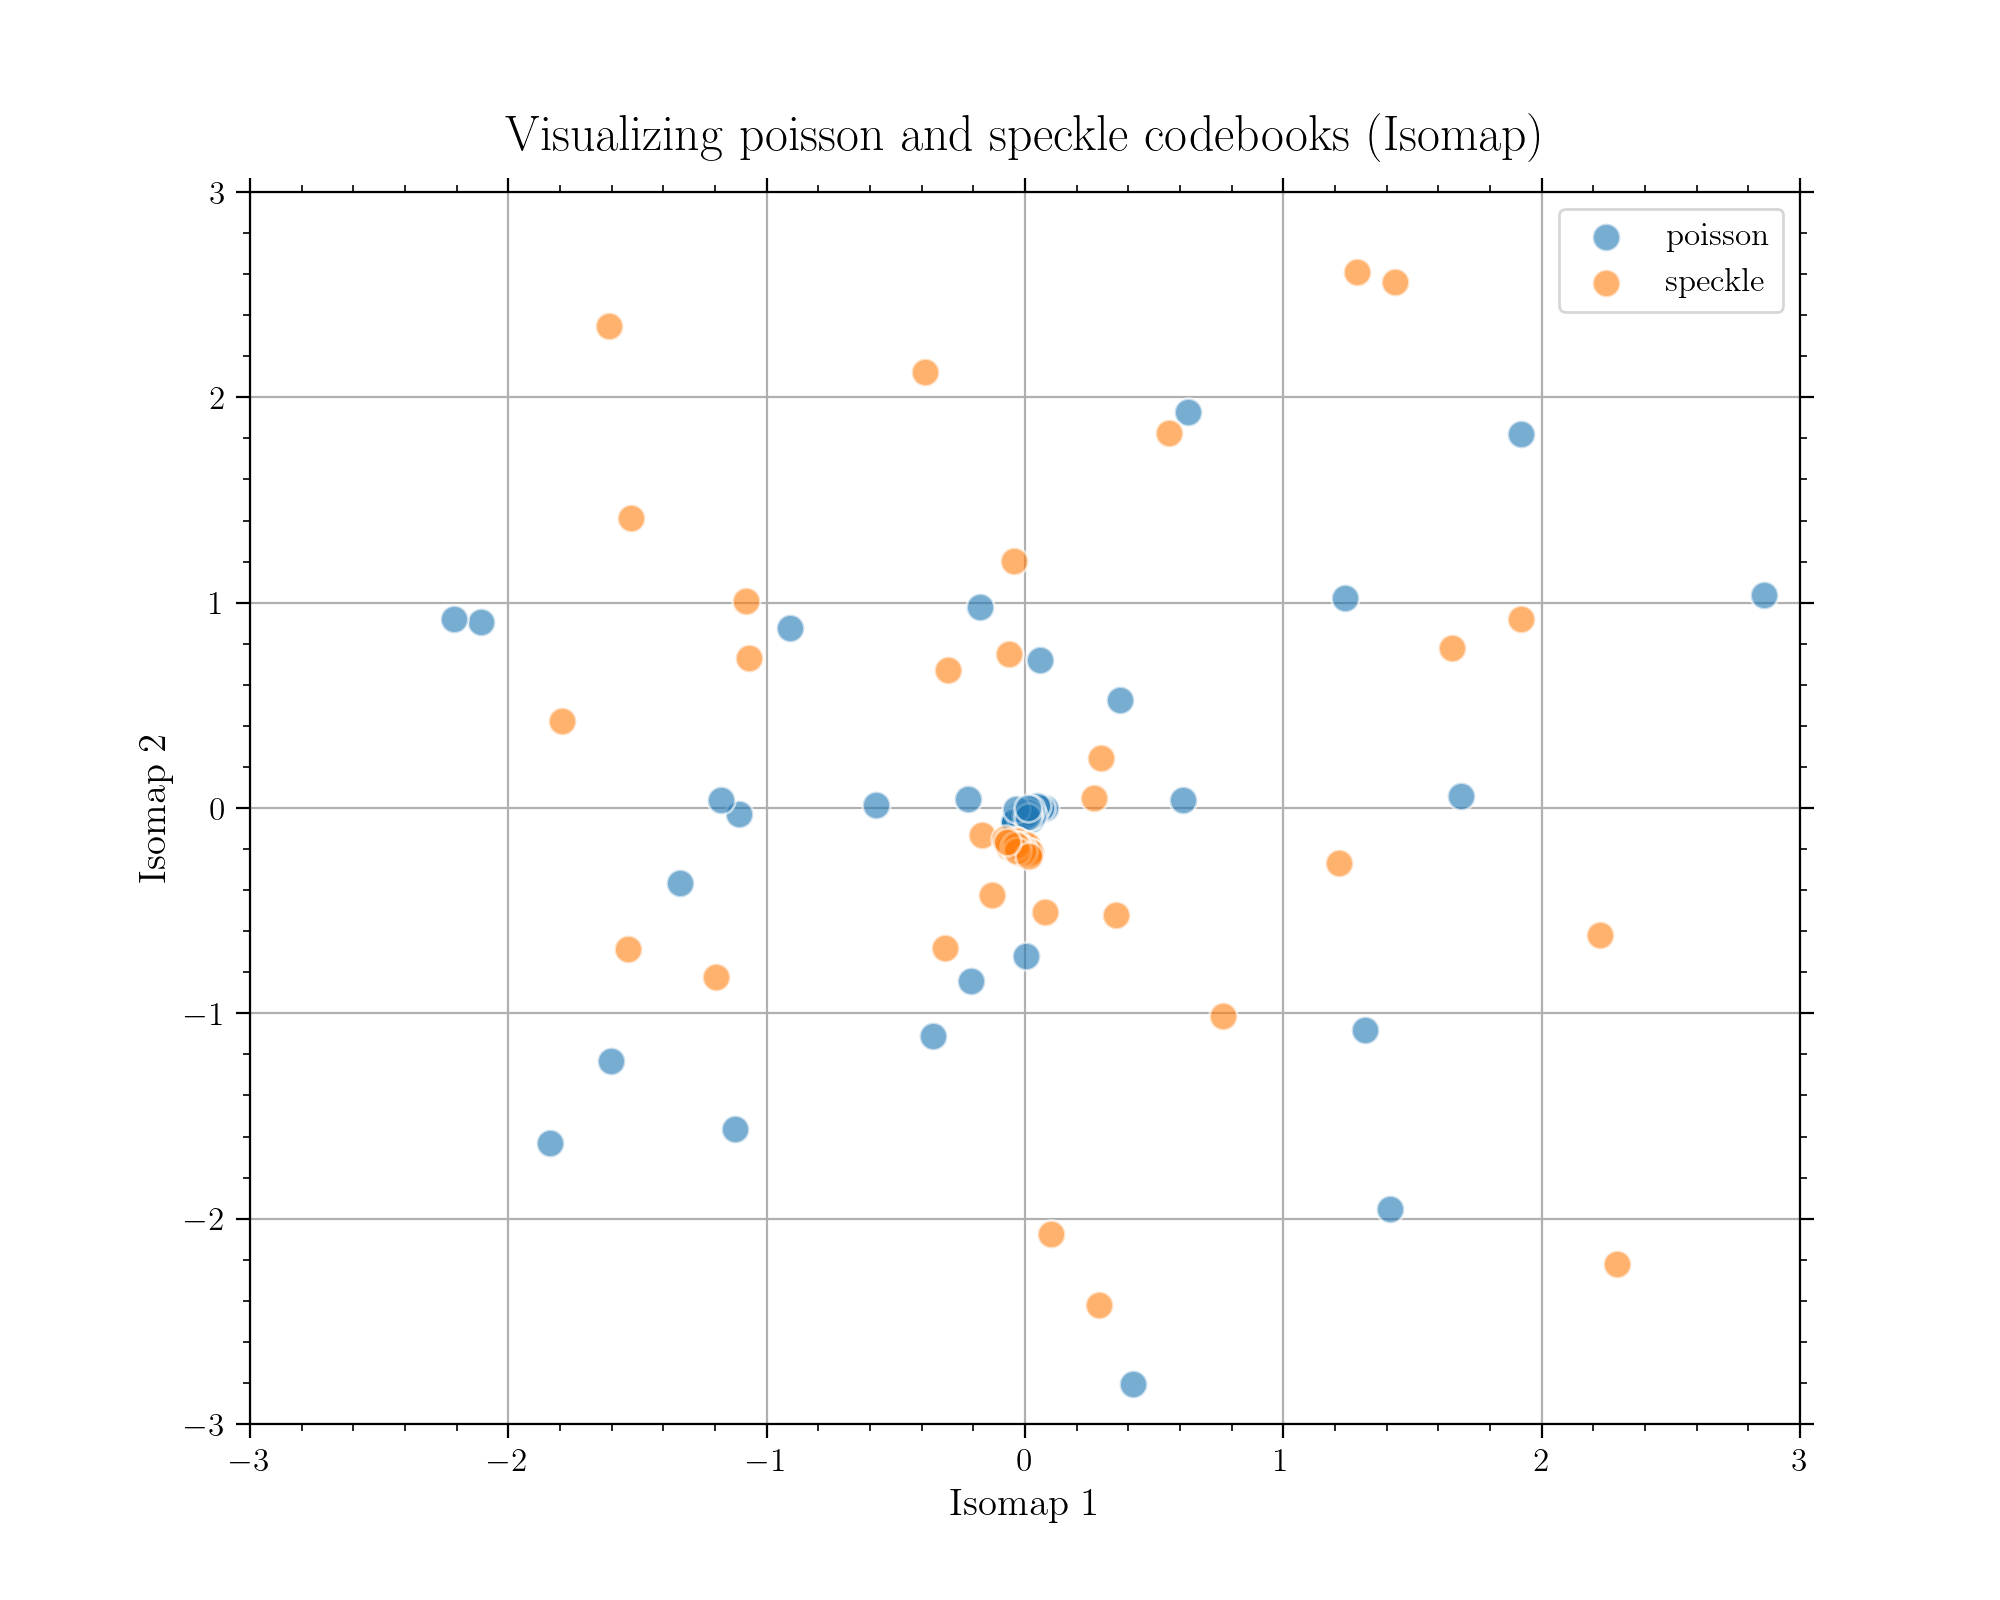 Visualizing poisson and speckle codebooks (Isomap)
poisson
speckle
3
2
1
0
−1
−2
−3
Isomap 2
−3 −2 −1 0 1 2 3
Isomap 1